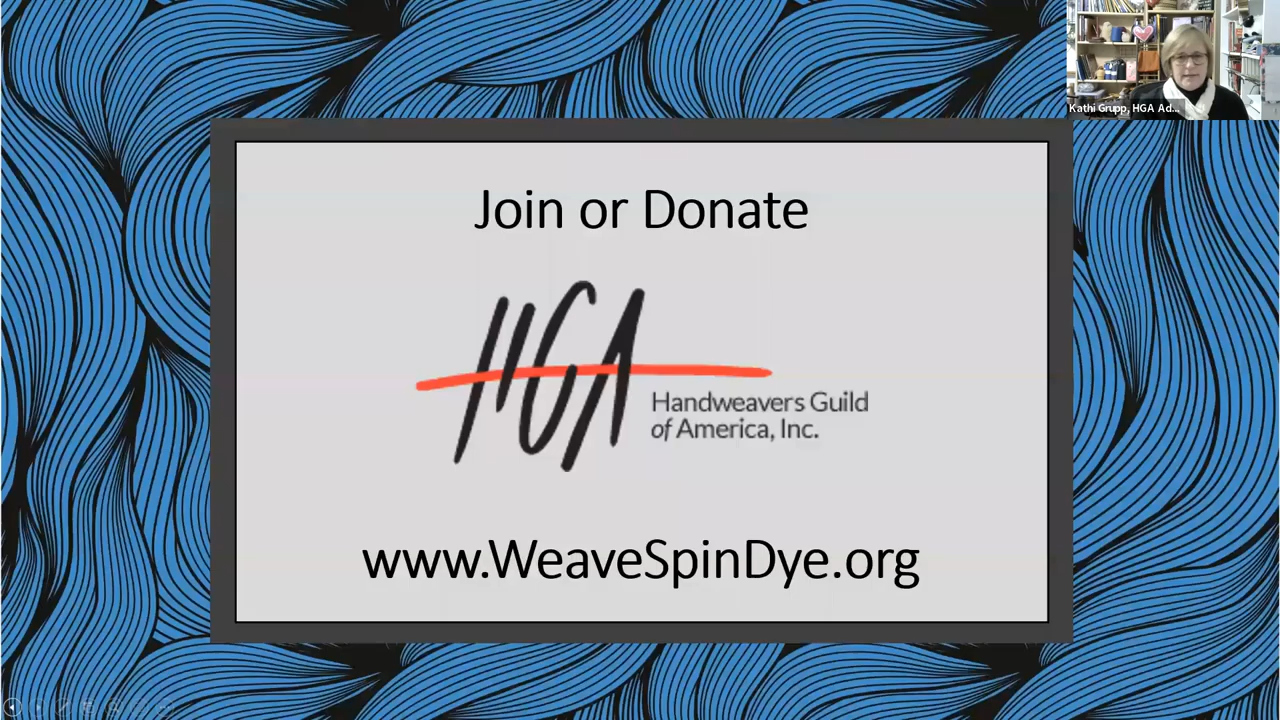 Kathi Grupp, HGA Ad...
Join or Donate
HGA
Handweavers Guild
of America, Inc.
www.WeaveSpinDye.org